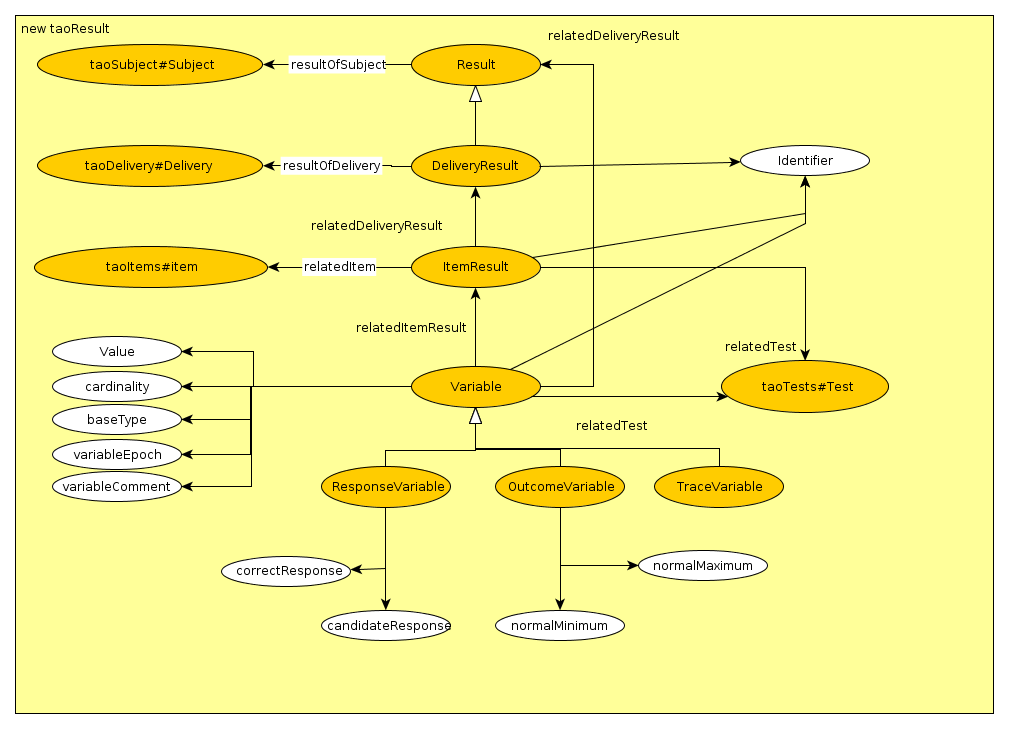 new taoResult
relatedDeliveryResult
taoSubject#Subject
resultOfSubject
Result
taoDelivery#Delivery
resultOfDelivery
DeliveryResult
Identifier
relatedDeliveryResult
taoItems#item
relatedItem
ItemResult
relatedItemResult
relatedTest
Value
cardinality
Variable
taoTests#Test
baseType
relatedTest
variableEpoch
variableComment
ResponseVariable
OutcomeVariable
TraceVariable
correctResponse
normalMaximum
candidateResponse
normalMinimum